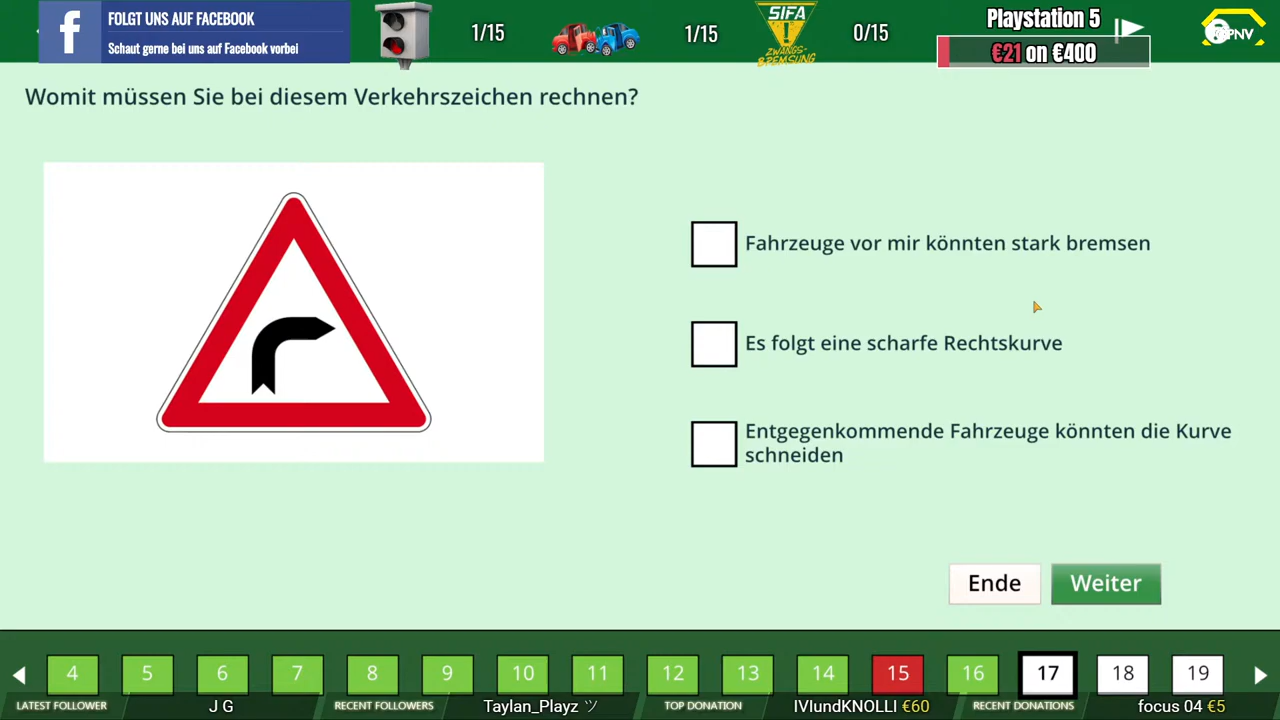 FOLGT UNS AUF FACEBOOK
Schaut gerne bei uns auf Facebook vorbei
1/15
1/15
SIFA
ZWANGS-
BREMSUNG
0/15
Playstation 5
€21 on €400
Womit müssen Sie bei diesem Verkehrszeichen rechnen?
Fahrzeuge vor mir könnten stark bremsen
Es folgt eine scharfe Rechtskurve
Entgegenkommende Fahrzeuge könnten die Kurve
schneiden
Ende
Weiter
4 5 6 7 8 9 10 11 12 13 14 15 16 17 18 19
LATEST FOLLOWER J G RECENT FOLLOWERS Taylan_Playz ツ TOP DONATION IVIundKNOLLI €60 RECENT DONATIONS focus 04 €5